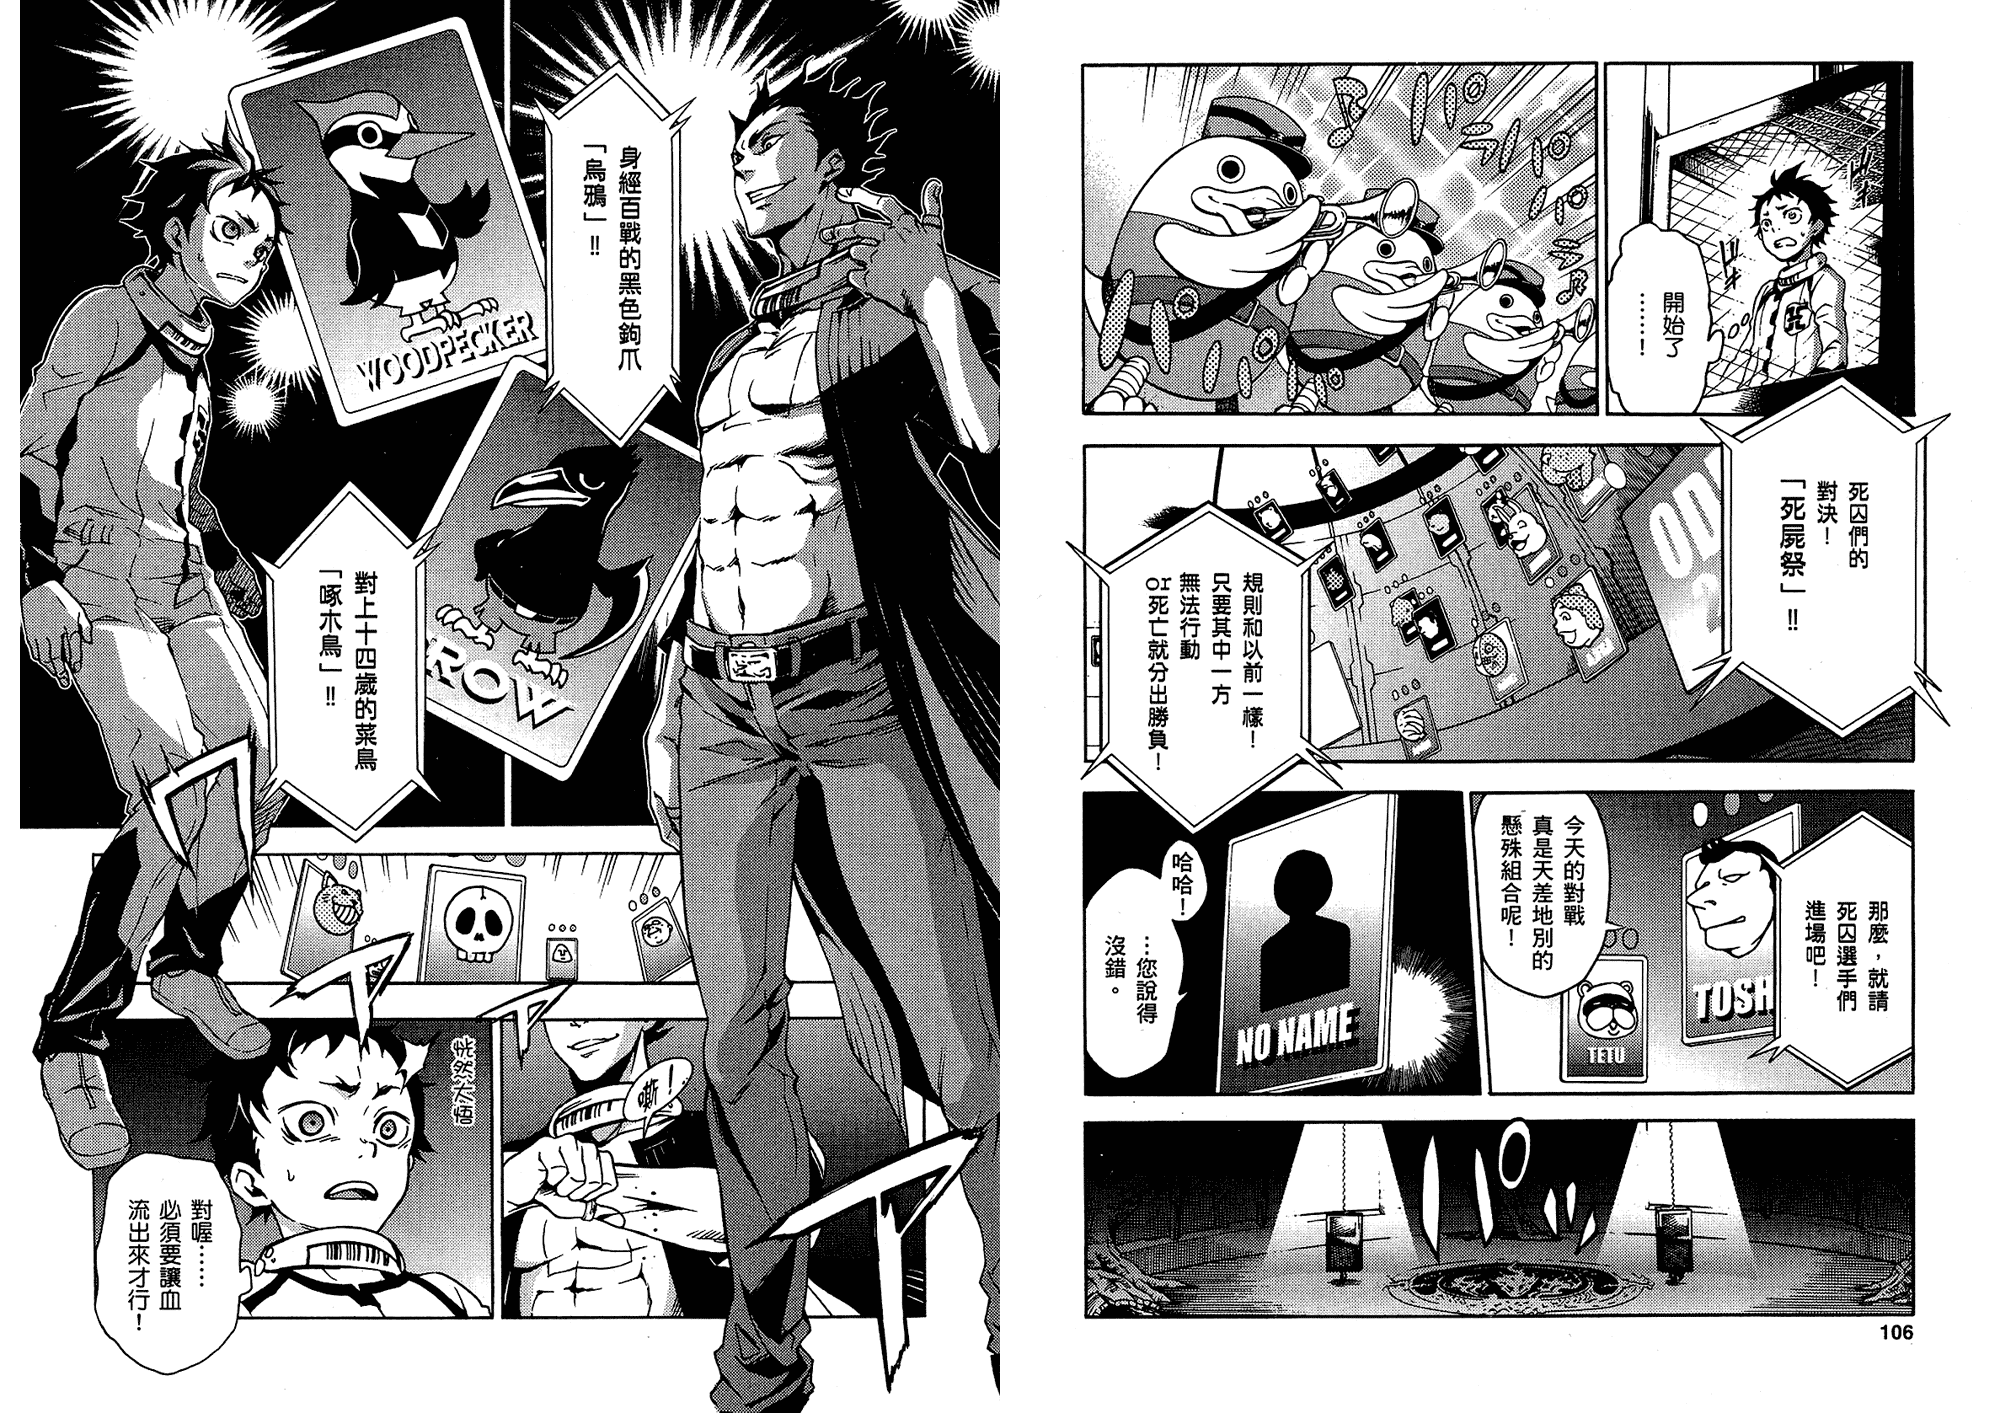 開始了
⋯⋯!
ドキ
ドキ
ラ
死囚們的
對決!
「死屍祭」!!
規則和以前一樣!
只要其中一方
無法行動
or死亡就分出勝負!
那麼,就請
死囚選手們
進場吧!
TOSH
TETU
今天的對戰
真是天差地別的
懸殊組合呢!
NO NAME
哈哈!
⋯您說得
沒錯。
106
身經百戰的黑色鉤爪
「烏鴉」!!
WOODPECKER
ROW
對上十四歲的菜鳥
「啄木鳥」!!
嘶!
恍然大悟
對喔⋯⋯
必須要讓血
流出來才行!